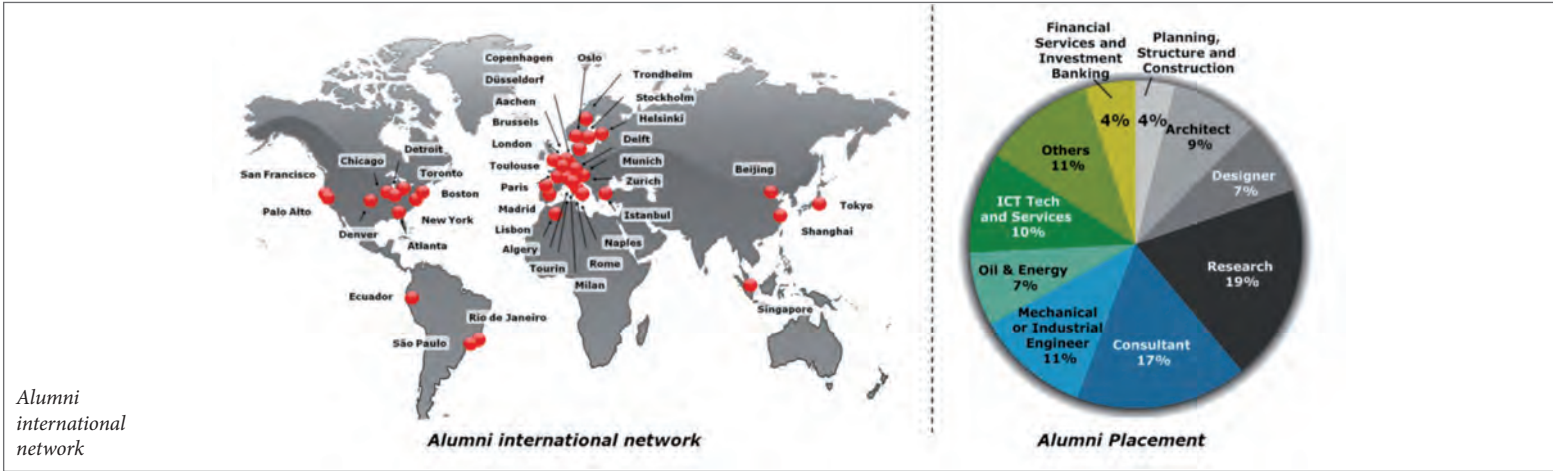 Copenhagen
Oslo
Düsseldorf
Trondheim
Aachen
Stockholm
Brussels
Helsinki
London
Delft
Toulouse
Munich
Paris
Zurich
Madrid
Istanbul
Lisbon
Naples
Algery
Rome
Tourin
Milan
Chicago
Detroit
San Francisco
Toronto
Boston
Palo Alto
New York
Denver
Atlanta
Ecuador
Rio de Janeiro
São Paulo
Beijing
Tokyo
Shanghai
Singapore
Alumni international network
Financial
Services and
Investment
Banking
4%
Planning,
Structure and
Construction
4%
Architect
9%
Designer
7%
Research
19%
Consultant
17%
Mechanical
or Industrial
Engineer
11%
Oil & Energy
7%
ICT Tech
and Services
10%
Others
11%
Alumni Placement
Alumni
international
network